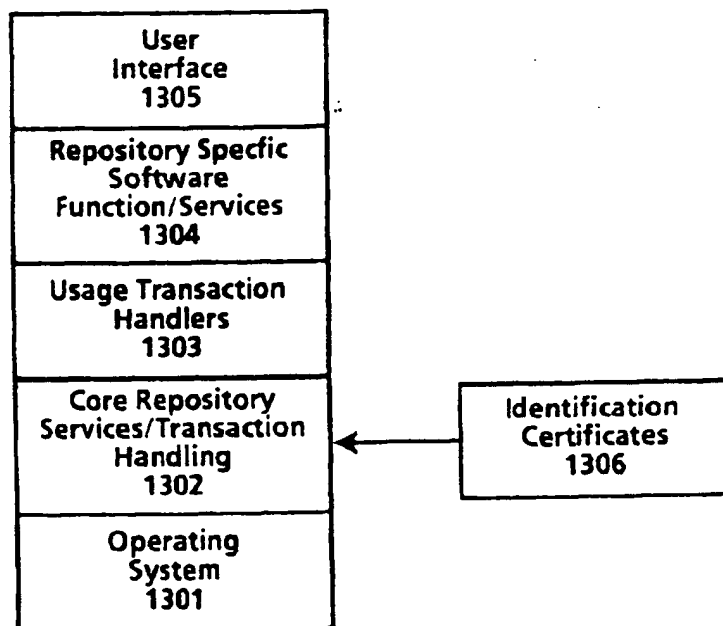 User
Interface
1305
Repository Specfic
Software
Function/Services
1304
Usage Transaction
Handlers
1303
Core Repository
Services/Transaction
Handling
1302
Identification
Certificates
1306
Operating
System
1301